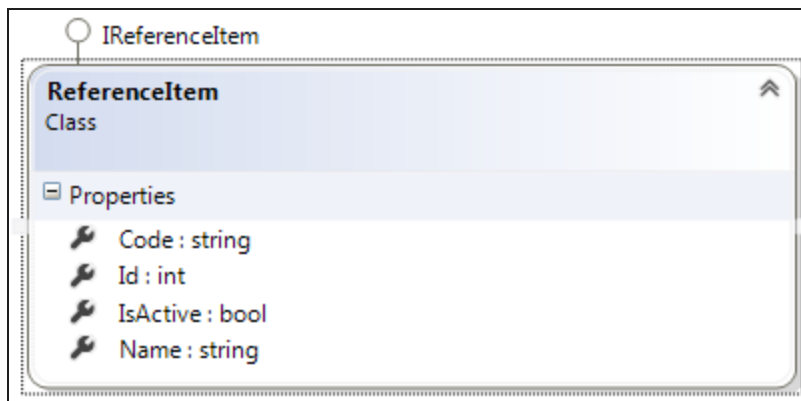 IReferenceItem
ReferenceItem
Class
Properties
Code : string
Id : int
IsActive : bool
Name : string